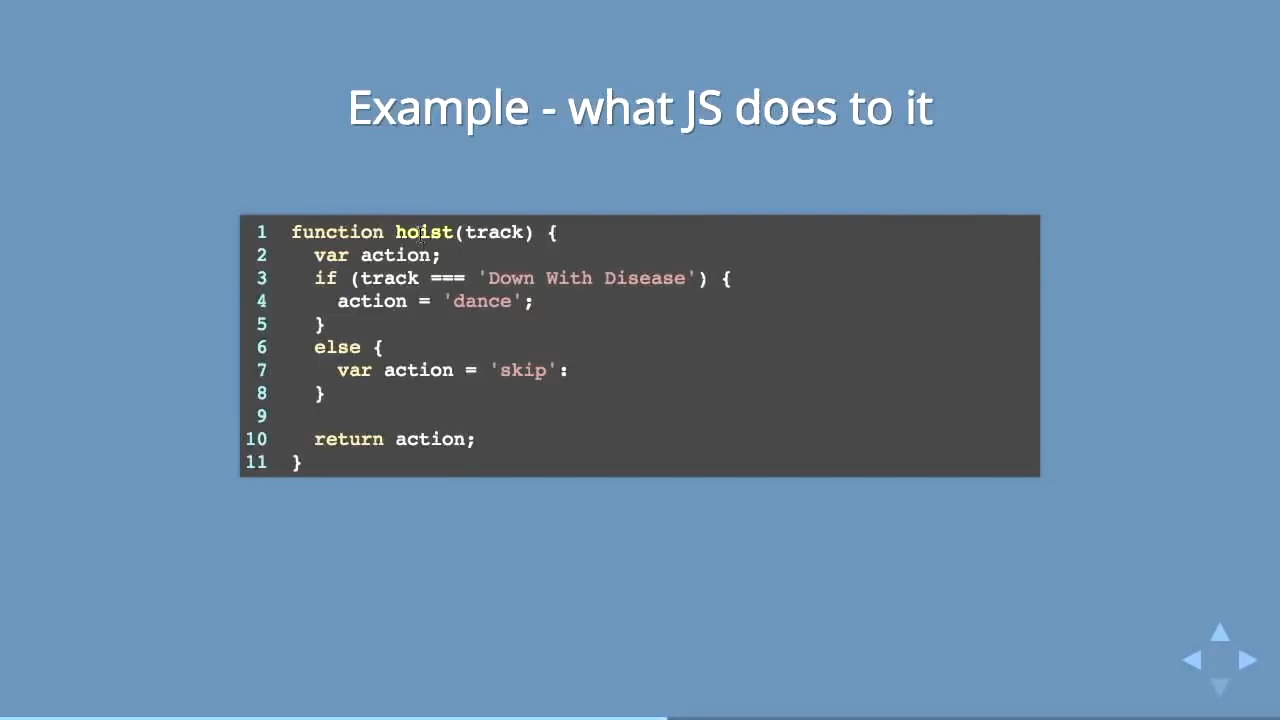 Example - what JS does to it
1 function hoist(track) {
2   var action;
3   if (track === 'Down With Disease') {
4     action = 'dance';
5   }
6   else {
7     var action = 'skip':
8   }
9
10   return action;
11 }